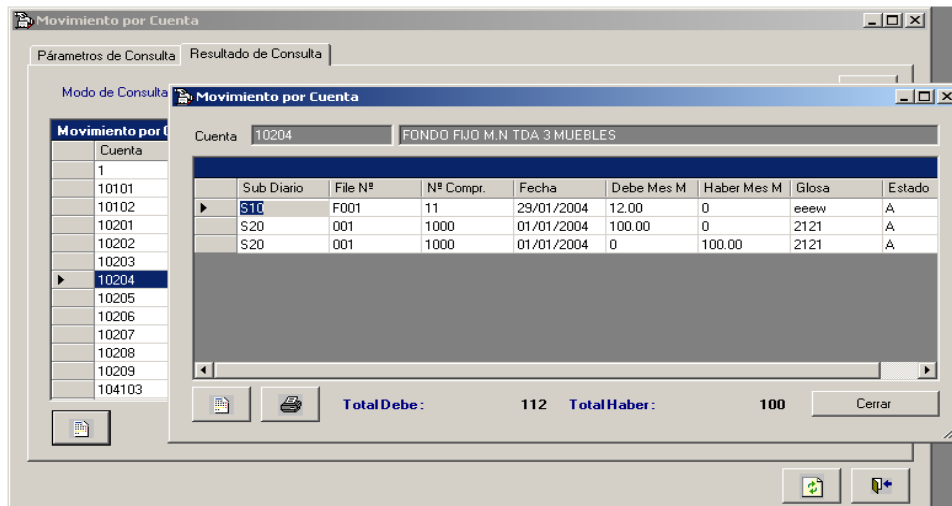 Movimiento por Cuenta
Párametros de Consulta Resultado de Consulta
Modo de Consulta
Movimiento por Cuenta
Movimiento por
Cuenta 10204 FONDO FIJO M.N TDA 3 MUEBLES
Cuenta
1
10101
10102
10201
10202
10203
10204
10205
10206
10207
10208
10209
104103
Sub Diario File Nº Nº Compr. Fecha Debe Mes M Haber Mes M Glosa Estado
S10 F001 11 29/01/2004 12.00 0 eeew A
S20 001 1000 01/01/2004 100.00 0 2121 A
S20 001 1000 01/01/2004 0 100.00 2121 A
Total Debe : 112 Total Haber : 100 Cerrar